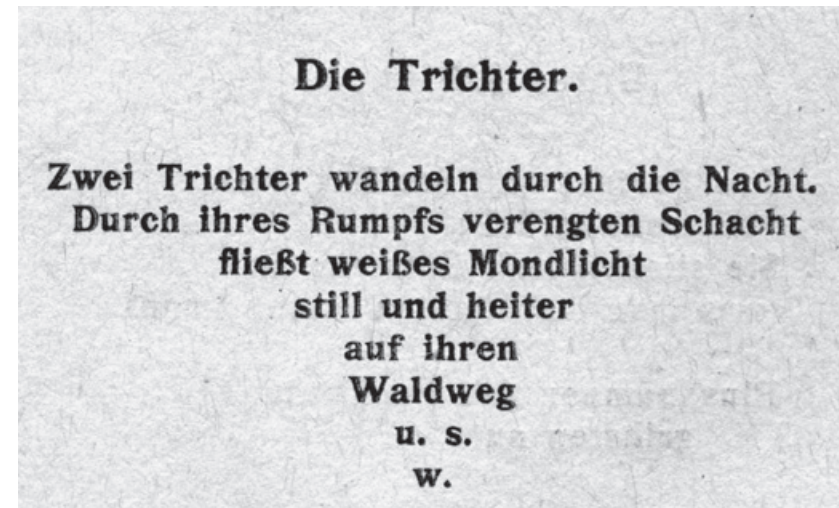 Die Trichter.
Zwei Trichter wandeln durch die Nacht.
Durch ihres Rumpfs verengten Schacht
fließt weißes Mondlicht
still und heiter
auf ihren
Waldweg
u. s.
w.